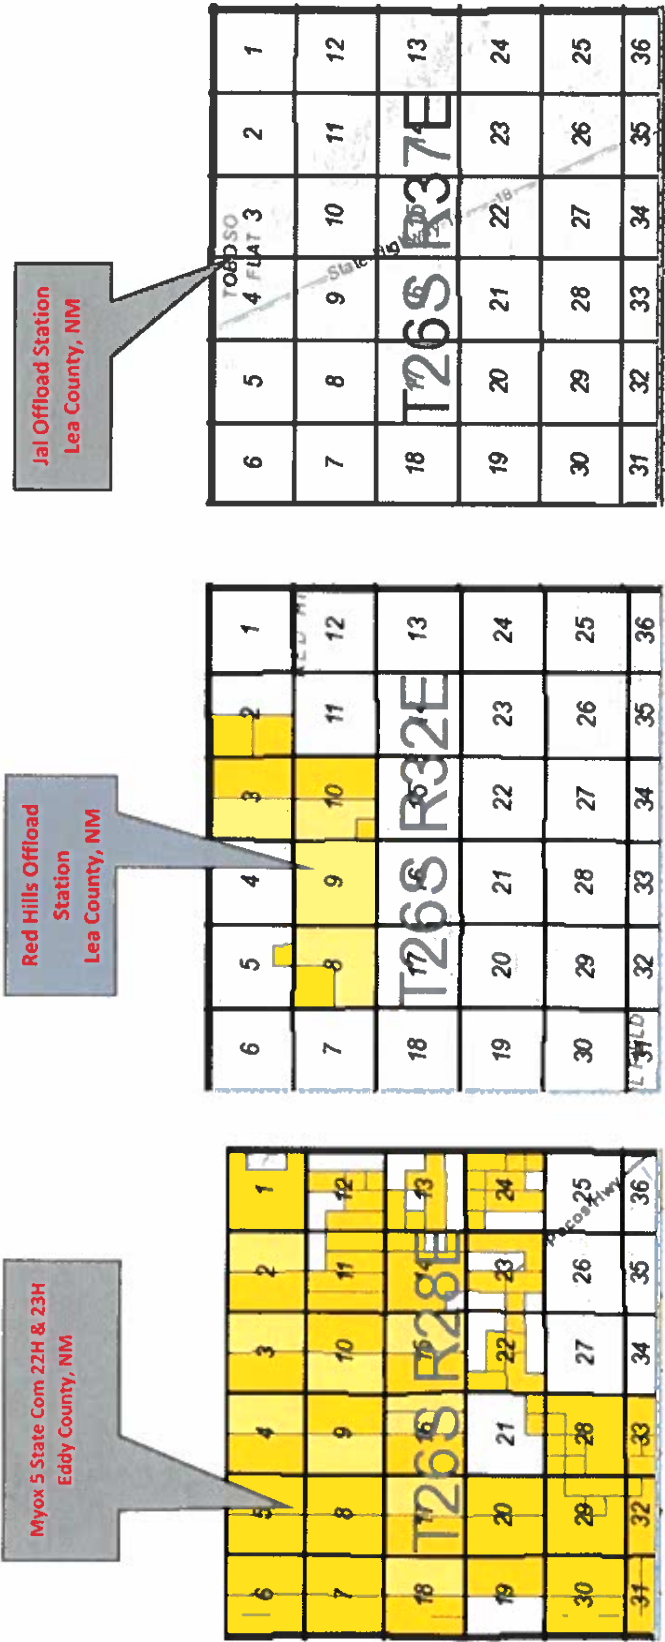 Myox 5 State Com 22H & 23H
Eddy County, NM
6 5 4 3 2 1
7 8 9 10 11 12
18 17 16 15 14 13
T26S R28E
19 20 21 22 23 24
30 29 28 27 26 25
Hwy
31 32 33 34 35 36
Red Hills Offload
Station
Lea County, NM
6 5 4 3 2 1
7 8 9 10 11 12
18 17 16 15 14 13
T26S R32E
19 20 21 22 23 24
30 29 28 27 26 25
31 32 33 34 35 36
Jal Offload Station
Lea County, NM
TOBOSO
FLAT
6 5 4 3 2 1
7 8 9 10 11 12
State
18
18 17 16 15 14 13
T26S R37E
19 20 21 22 23 24
30 29 28 27 26 25
31 32 33 34 35 36